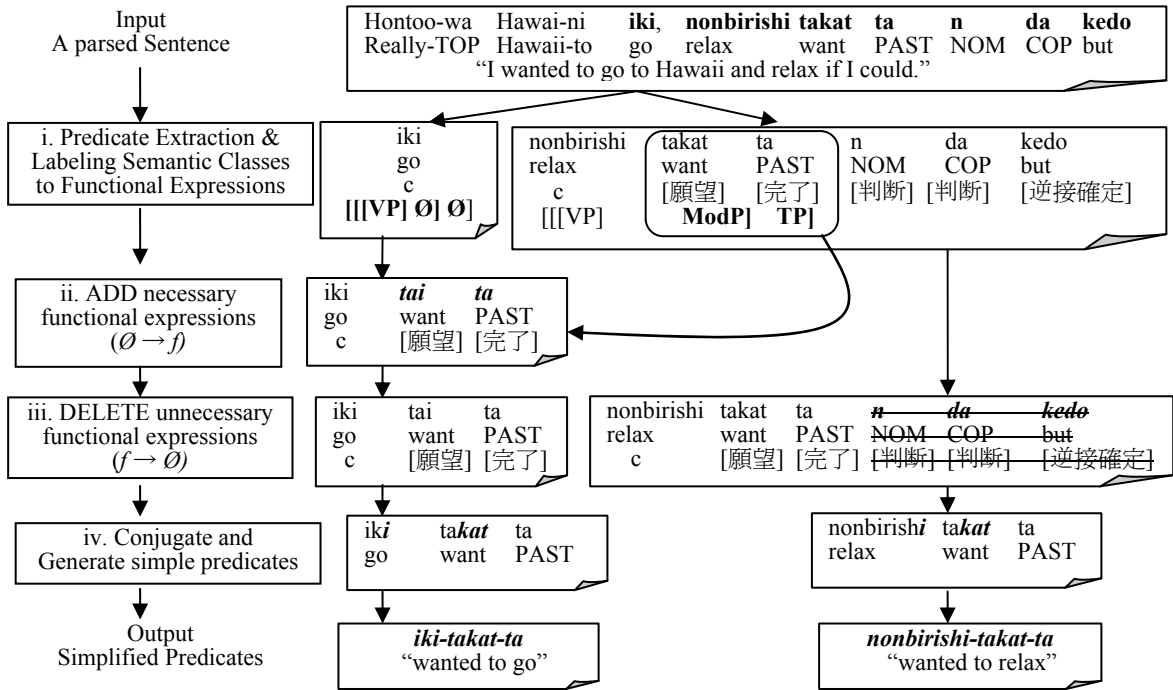 Input
A parsed Sentence
Hontoo-wa Hawai-ni iki, nonbirishi takat ta n da kedo
Really-TOP Hawaii-to go relax want PAST NOM COP but
“I wanted to go to Hawaii and relax if I could.”
i. Predicate Extraction &
Labeling Semantic Classes
to Functional Expressions
iki
go
c
[[[VP] Ø] Ø]
nonbirishi takat ta n da kedo
relax want PAST NOM COP but
c [願望] [完了] [判断] [判断] [逆接確定]
[[[VP] ModP] TP]
ii. ADD necessary
functional expressions
(Ø → f)
iki tai ta
go want PAST
c [願望] [完了]
iii. DELETE unnecessary
functional expressions
(f → Ø)
iki tai ta
go want PAST
c [願望] [完了]
nonbirishi takat ta n da kedo
relax want PAST NOM COP but
c [願望] [完了] [判断] [判断] [逆接確定]
iv. Conjugate and
Generate simple predicates
iki takat ta
go want PAST
nonbirishi takat ta
relax want PAST
Output
Simplified Predicates
iki-takat-ta
“wanted to go”
nonbirishi-takat-ta
“wanted to relax”